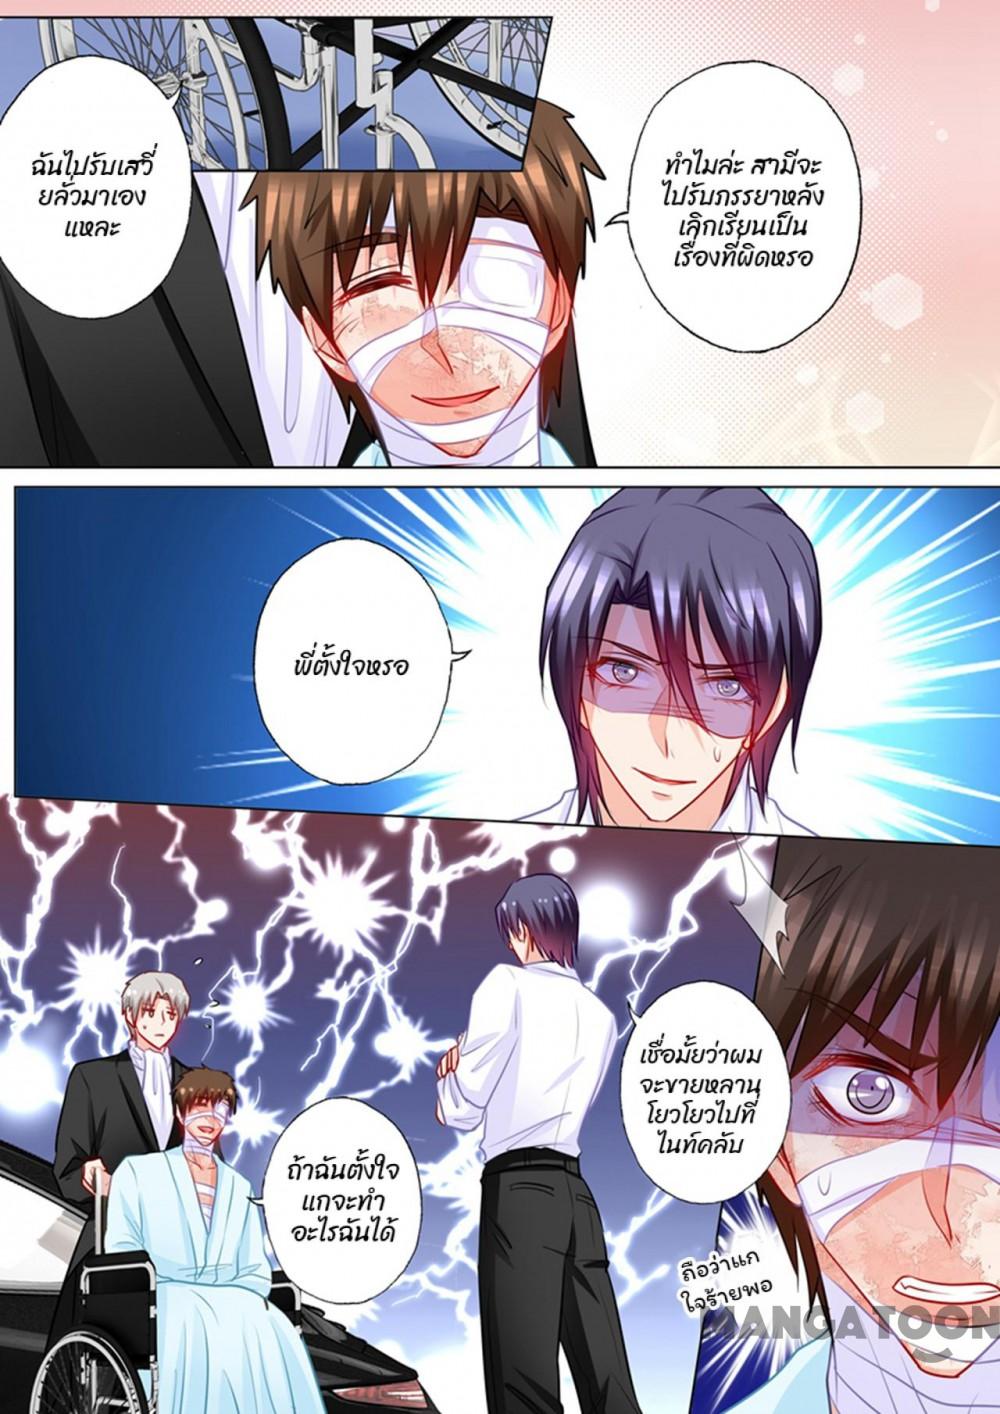 ฉันไปรับเสวี่
ยลั่วมาเอง
แหละ
ทำไมล่ะ สามีจะ
ไปรับภรรยาหลัง
เลิกเรียนเป็น
เรื่องที่ผิดหรอ
พี่ตั้งใจหรอ
ถ้าฉันตั้งใจ
แกจะทำ
อะไรฉันได้
เชื่อมั้ยว่าผม
จะขายหลาน
โยวโยวไปที่
ไนท์คลับ
ถือว่าแก
ใจร้ายพอ
MANGATOON